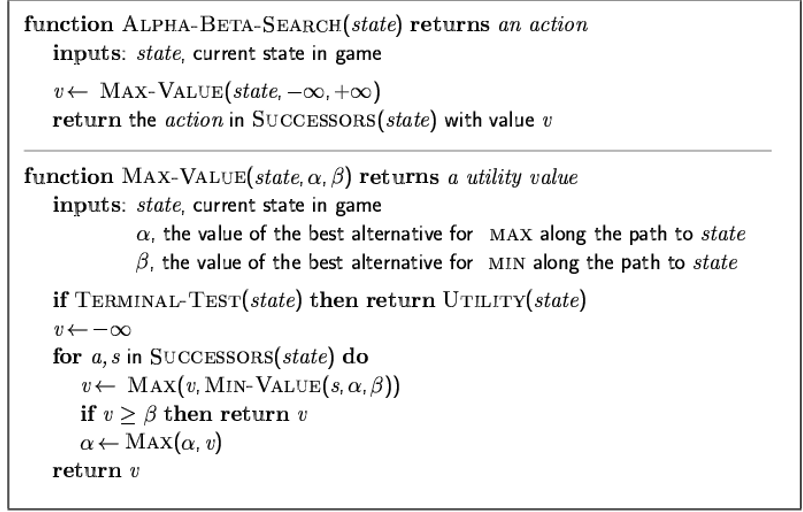 function ALPHA-BETA-SEARCH(state) returns an action
inputs: state, current state in game
v ← MAX-VALUE(state, −∞, +∞)
return the action in SUCCESSORS(state) with value v
function MAX-VALUE(state, α, β) returns a utility value
inputs: state, current state in game
α, the value of the best alternative for MAX along the path to state
β, the value of the best alternative for MIN along the path to state
if TERMINAL-TEST(state) then return UTILITY(state)
v ← −∞
for a, s in SUCCESSORS(state) do
v ← MAX(v, MIN-VALUE(s, α, β))
if v ≥ β then return v
α ← MAX(α, v)
return v